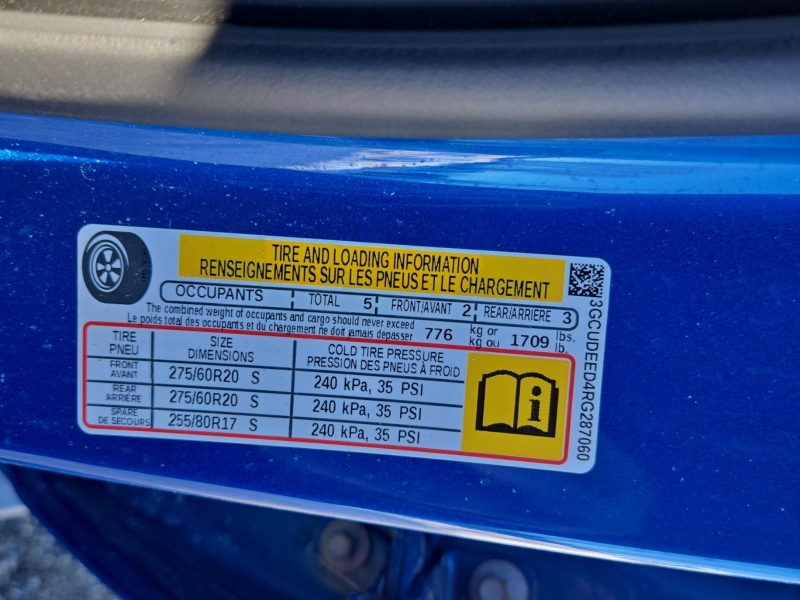 TIRE AND LOADING INFORMATION
RENSEIGNEMENTS SUR LES PNEUS ET LE CHARGEMENT
OCCUPANTS TOTAL 5 FRONT/AVANT 2 REAR/ARRIERE 3
The combined weight of occupants and cargo should never exceed 776 kg or 1709 lbs.
Le poids total des occupants et du chargement ne doit jamais depasser kg ou lb.
TIRE SIZE COLD TIRE PRESSURE
PNEU DIMENSIONS PRESSION DES PNEUS À FROID
FRONT
AVANT 275/60R20 S 240 kPa, 35 PSI
REAR
ARRIÈRE 275/60R20 S 240 kPa, 35 PSI
SPARE
DE SECOURS 255/80R17 S 240 kPa, 35 PSI
3GCUDEED4RG287060